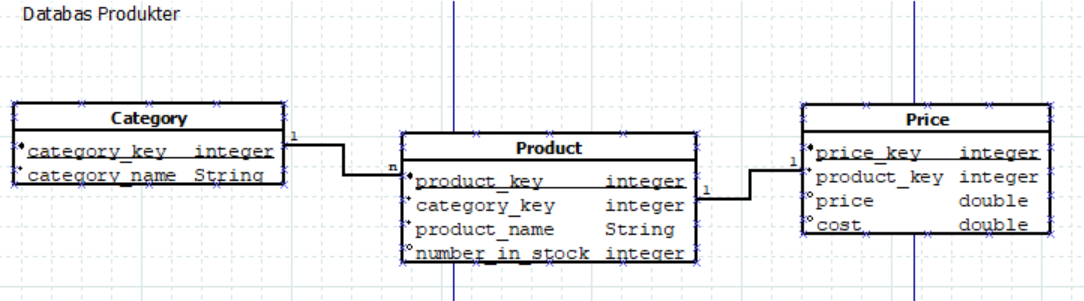 Databas Produkter
Category
category_key integer
category_name String
1
n
Product
product_key integer
category_key integer
product_name String
number_in_stock integer
1
1
Price
price_key integer
product_key integer
price double
cost double